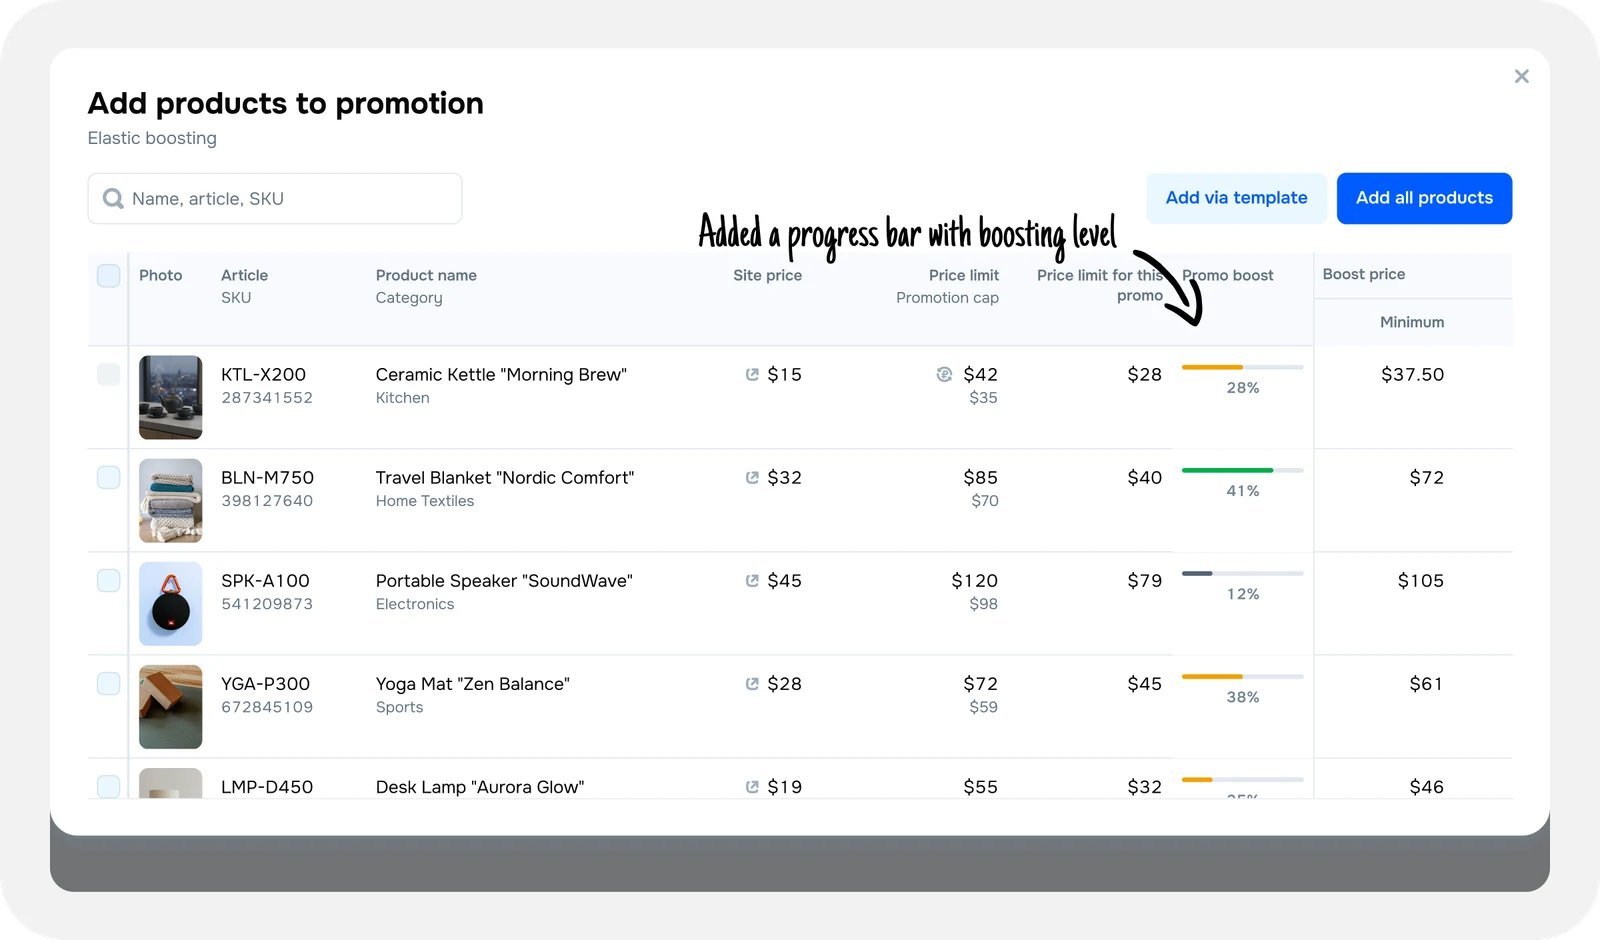 Add products to promotion
Elastic boosting
Name, article, SKU
Add via template
Add all products
Added a progress bar with boosting level
Photo
Article
SKU
Product name
Category
Site price
Price limit
Promotion cap
Price limit for this
promo
Promo boost
Boost price
Minimum
KTL-X200
287341552
Ceramic Kettle "Morning Brew"
Kitchen
$15
$42
$35
$28
28%
$37.50
BLN-M750
398127640
Travel Blanket "Nordic Comfort"
Home Textiles
$32
$85
$70
$40
41%
$72
SPK-A100
541209873
Portable Speaker "SoundWave"
Electronics
$45
$120
$98
$79
12%
$105
YGA-P300
672845109
Yoga Mat "Zen Balance"
Sports
$28
$72
$59
$45
38%
$61
LMP-D450
Desk Lamp "Aurora Glow"
$19
$55
$32
$46